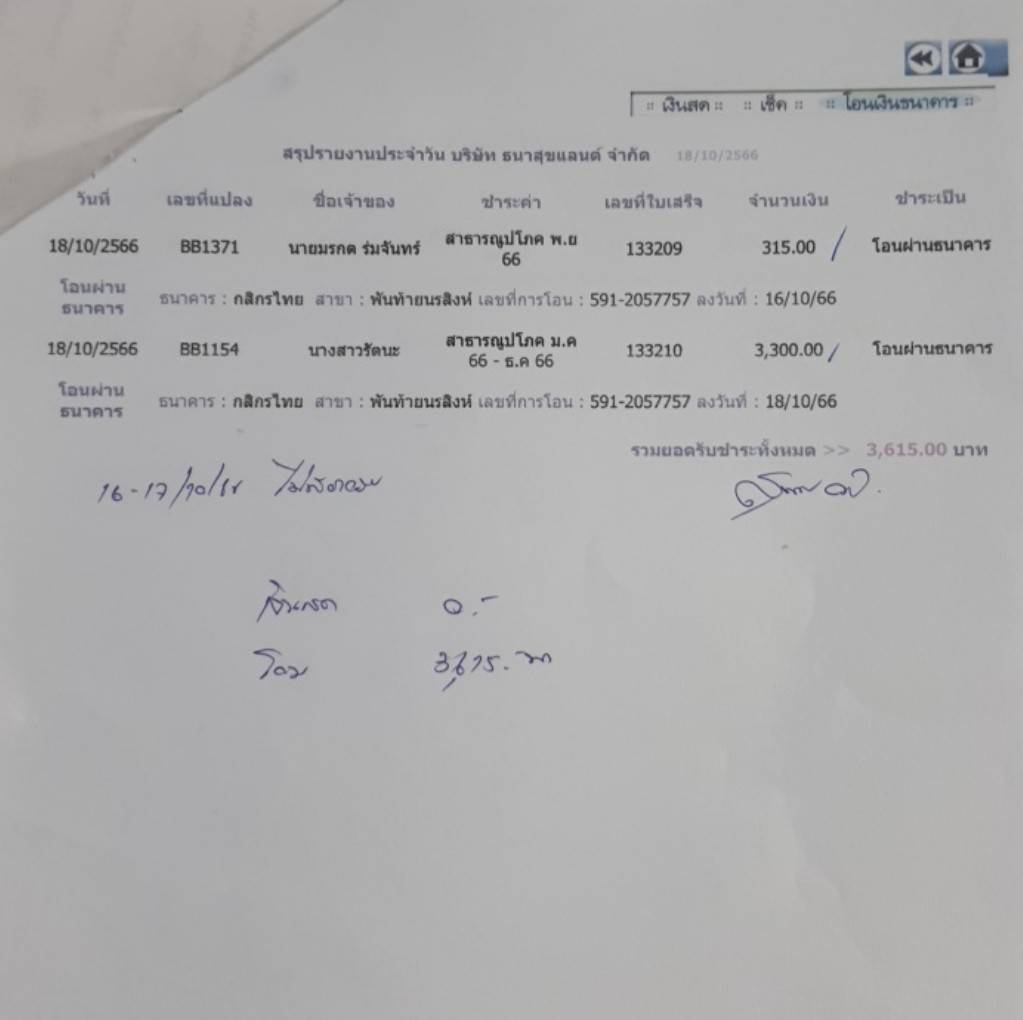 :: เงินสด :: :: เช็ค :: :: โอนเงินธนาคาร ::
สรุปรายงานประจำวัน บริษัท ธนาสุขแลนด์ จำกัด 18/10/2566
วันที่ เลขที่แปลง ชื่อเจ้าของ ชำระค่า เลขที่ใบเสร็จ จำนวนเงิน ชำระเป็น
18/10/2566 BB1371 นายมรกต ร่มจันทร์ สาธารณูปโภค พ.ย 66 133209 315.00 / โอนผ่านธนาคาร
โอนผ่านธนาคาร ธนาคาร : กสิกรไทย สาขา : พันท้ายนรสิงห์ เลขที่การโอน : 591-2057757 ลงวันที่ : 16/10/66
18/10/2566 BB1154 นางสาวรัตนะ สาธารณูปโภค ม.ค 66 - ธ.ค 66 133210 3,300.00 / โอนผ่านธนาคาร
โอนผ่านธนาคาร ธนาคาร : กสิกรไทย สาขา : พันท้ายนรสิงห์ เลขที่การโอน : 591-2057757 ลงวันที่ : 18/10/66
รวมยอดรับชำระทั้งหมด >> 3,615.00 บาท
16-17/10/66 ไม่มียอด
เงินสด 0.-
โอน 3,615.-